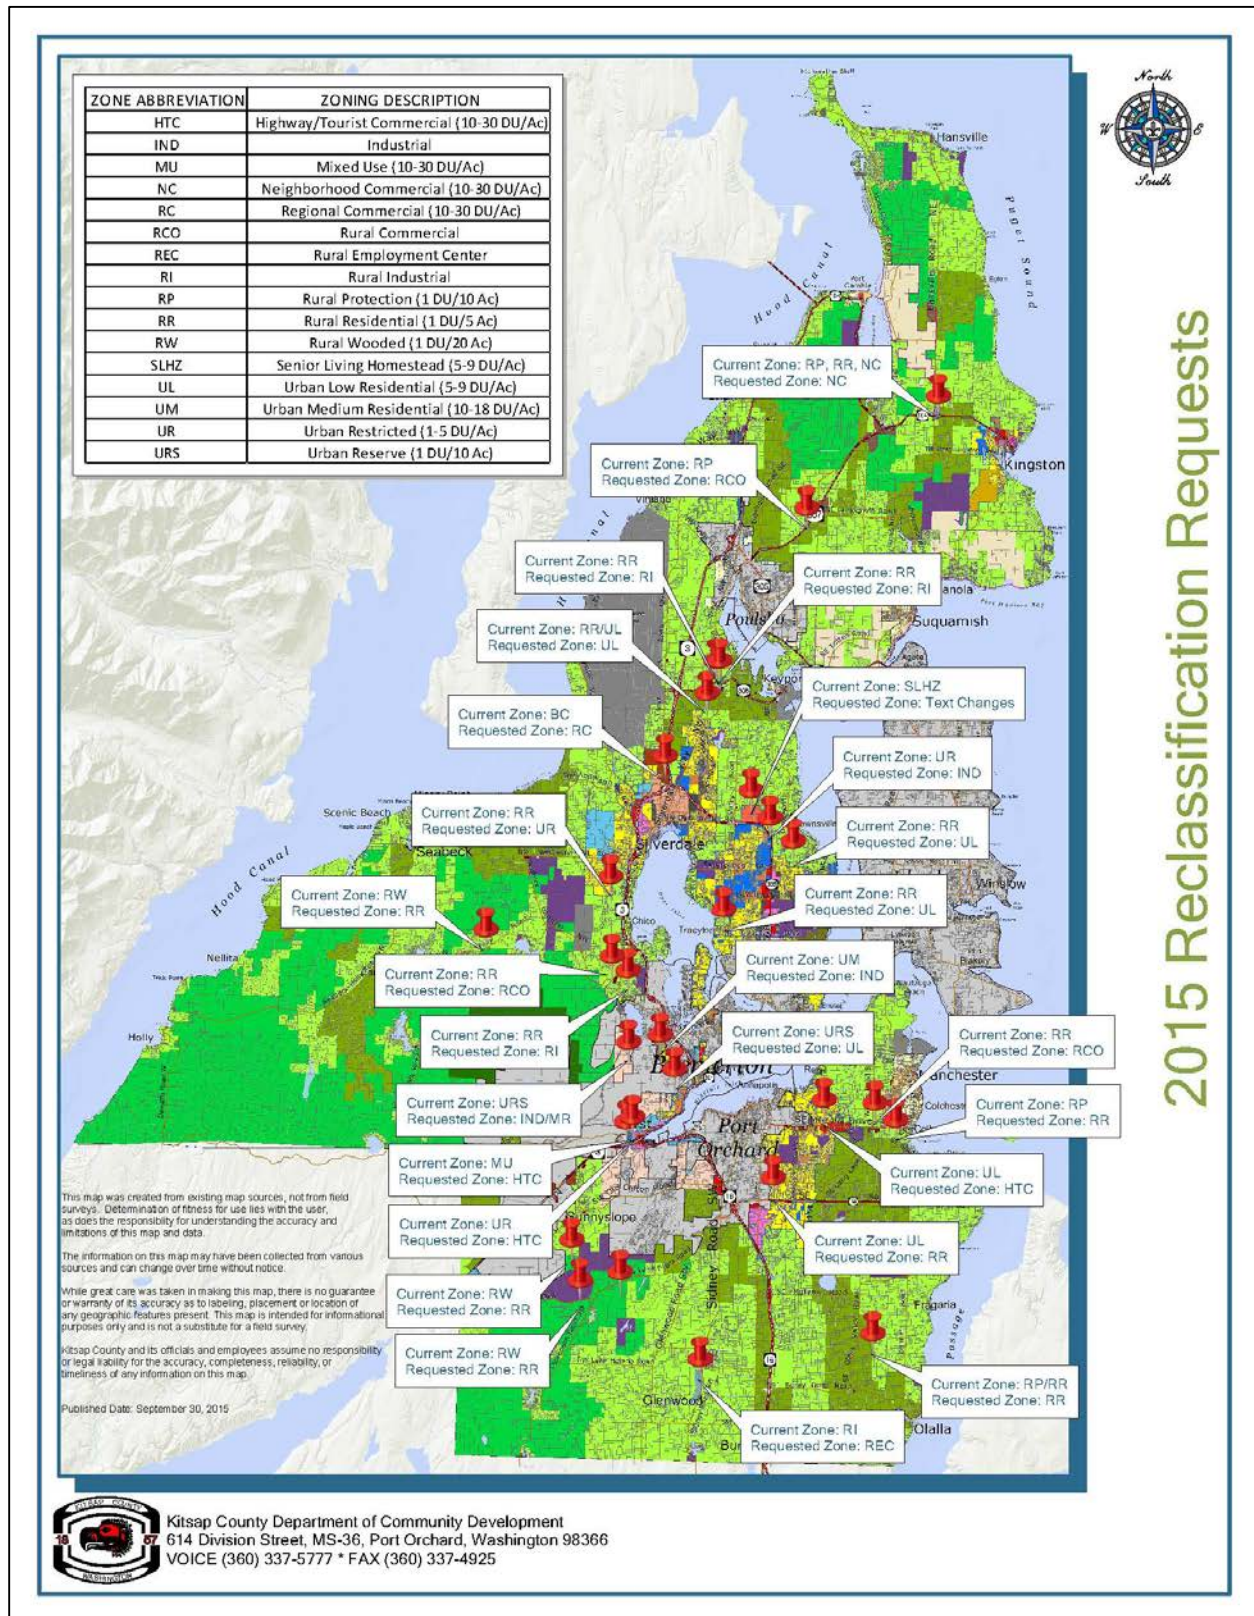 ZONE ABBREVIATION ZONING DESCRIPTION
HTC Highway/Tourist Commercial (10-30 DU/Ac)
IND Industrial
MU Mixed Use (10-30 DU/Ac)
NC Neighborhood Commercial (10-30 DU/Ac)
RC Regional Commercial (10-30 DU/Ac)
RCO Rural Commercial
REC Rural Employment Center
RI Rural Industrial
RP Rural Protection (1 DU/10 Ac)
RR Rural Residential (1 DU/5 Ac)
RW Rural Wooded (1 DU/20 Ac)
SLHZ Senior Living Homestead (5-9 DU/Ac)
UL Urban Low Residential (5-9 DU/Ac)
UM Urban Medium Residential (10-18 DU/Ac)
UR Urban Restricted (1-5 DU/Ac)
URS Urban Reserve (1 DU/10 Ac)
North
W E
South
2015 Reclassification Requests
Hansville
Puget Sound
Hood Canal
Current Zone: RP, RR, NC
Requested Zone: NC
Kingston
Current Zone: RP
Requested Zone: RCO
Current Zone: RR
Requested Zone: RI
Current Zone: RR
Requested Zone: RI
Suquamish
Current Zone: RR/UL
Requested Zone: UL
3
Current Zone: SLHZ
Requested Zone: Text Changes
Current Zone: BC
Requested Zone: RC
Current Zone: UR
Requested Zone: IND
Scenic Beach
Current Zone: RR
Requested Zone: UR
Current Zone: RR
Requested Zone: UL
Silverdale
Seabeck
Hood Canal
Winslow
Current Zone: RW
Requested Zone: RR
Current Zone: RR
Requested Zone: UL
3
Chico
Nellita
Current Zone: RR
Requested Zone: RCO
Current Zone: UM
Requested Zone: IND
Holly
Current Zone: RR
Requested Zone: RI
Current Zone: URS
Requested Zone: UL
Current Zone: RR
Requested Zone: RCO
Current Zone: URS
Requested Zone: IND/MR
Current Zone: RP
Requested Zone: RR
Port
Orchard
Current Zone: MU
Requested Zone: HTC
Current Zone: UL
Requested Zone: HTC
Current Zone: UR
Requested Zone: HTC
Current Zone: UL
Requested Zone: RR
Sidney Road SW
Current Zone: RW
Requested Zone: RR
Fragaria
Passage
Current Zone: RW
Requested Zone: RR
16
Current Zone: RP/RR
Requested Zone: RR
Glenwood
Olalla
Current Zone: RI
Requested Zone: REC
This map was created from existing map sources, not from field
surveys. Determination of fitness for use lies with the user,
as does the responsibility for understanding the accuracy and
limitations of this map and data.
The information on this map may have been collected from various
sources and can change over time without notice.
While great care was taken in making this map, there is no guarantee
or warranty of its accuracy as to labeling, placement or location of
any geographic features present. This map is intended for informational
purposes only and is not a substitute for a field survey.
Kitsap County and its officials and employees assume no responsibility
or legal liability for the accuracy, completeness, reliability, or
timeliness of any information on this map.
Published Date: September 30, 2015
KITSAP COUNTY
18 57
WASHINGTON
Kitsap County Department of Community Development
614 Division Street, MS-36, Port Orchard, Washington 98366
VOICE (360) 337-5777 * FAX (360) 337-4925